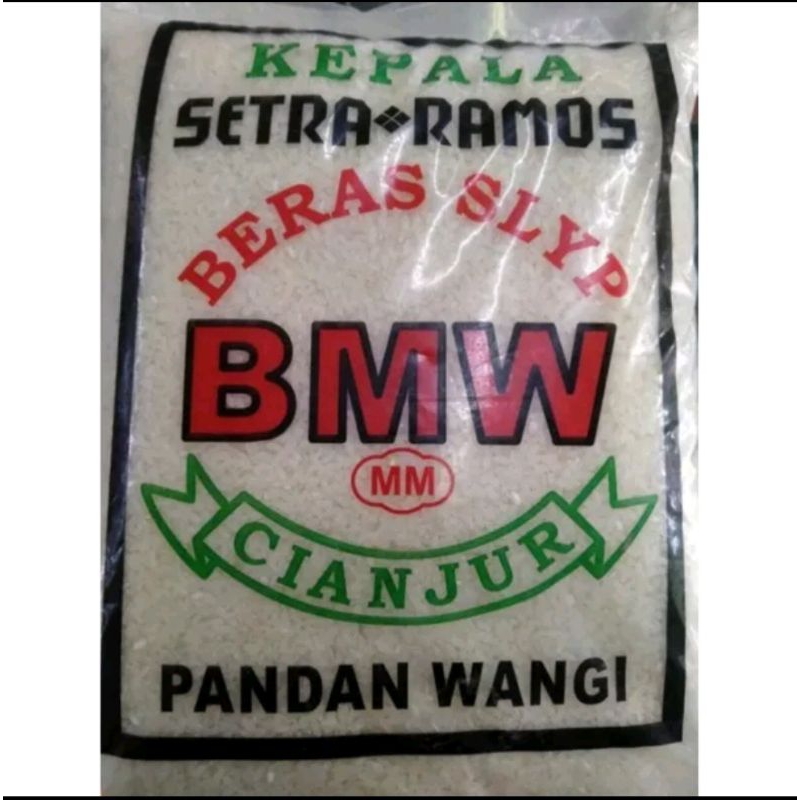 KEPALA
SETRA❖RAMOS
BERAS SLYP
BMW
MM
CIANJUR
PANDAN WANGI